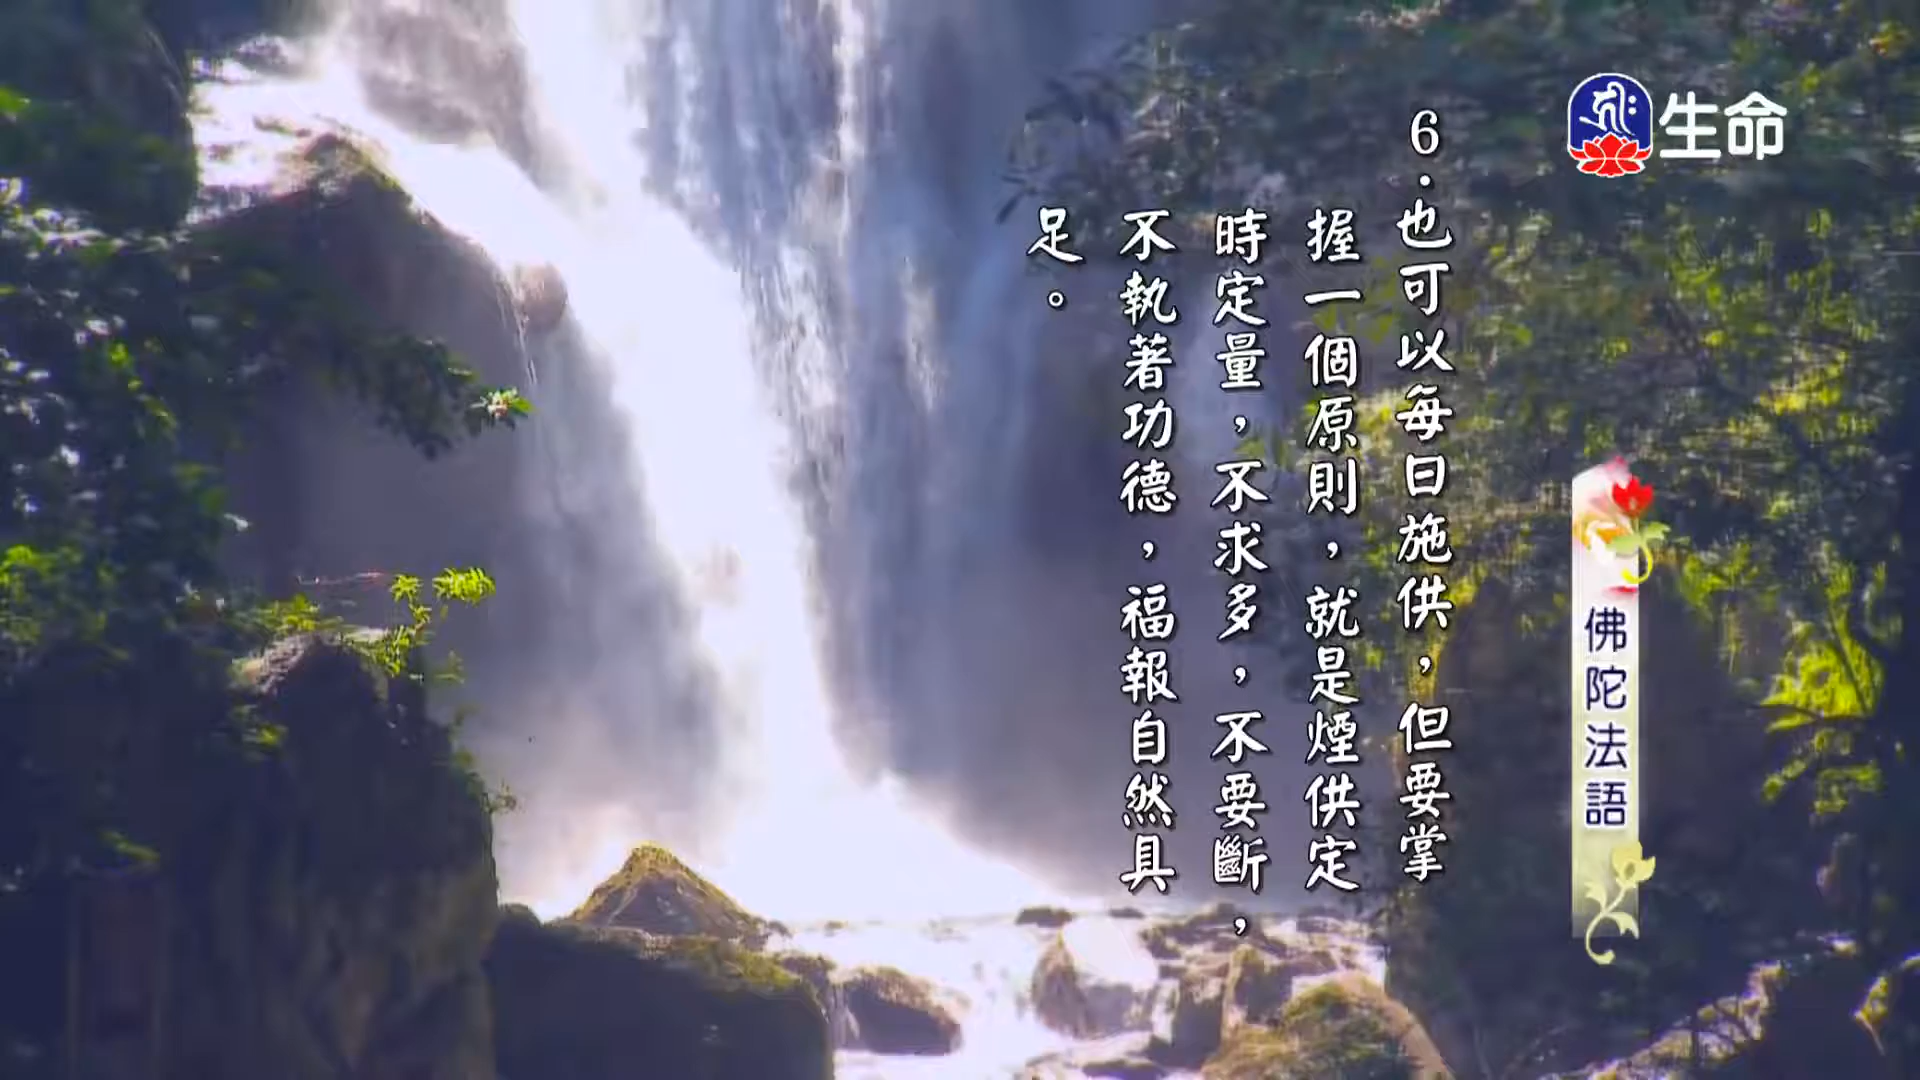 生命
6.也可以每日施供，但要掌
握一個原則，就是煙供定
時定量，不求多，不要斷，
不執著功德，福報自然具
足。
佛陀法語